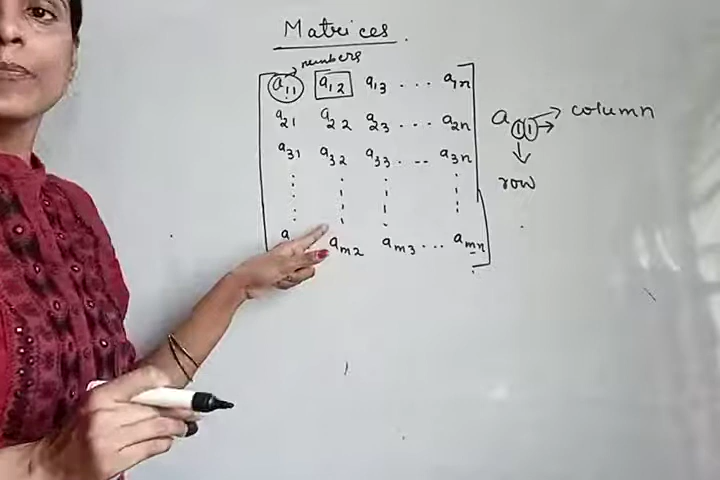 Matrices.
numbers
a11 a12 a13 ... a1n
a21 a22 a23 ... a2n
a31 a32 a33 ... a3n
a am2 am3 ... amn
a11 column
row